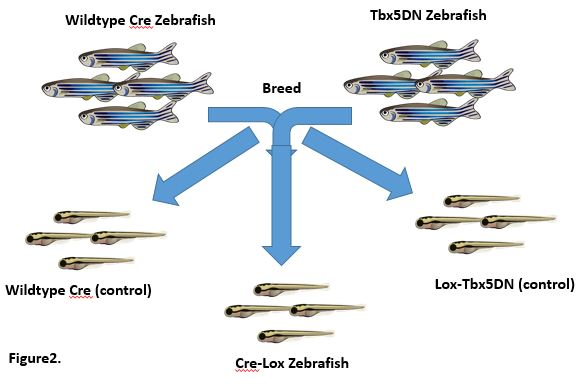 Wildtype Cre Zebrafish
Tbx5DN Zebrafish
Breed
Wildtype Cre (control)
Lox-Tbx5DN (control)
Cre-Lox Zebrafish
Figure2.